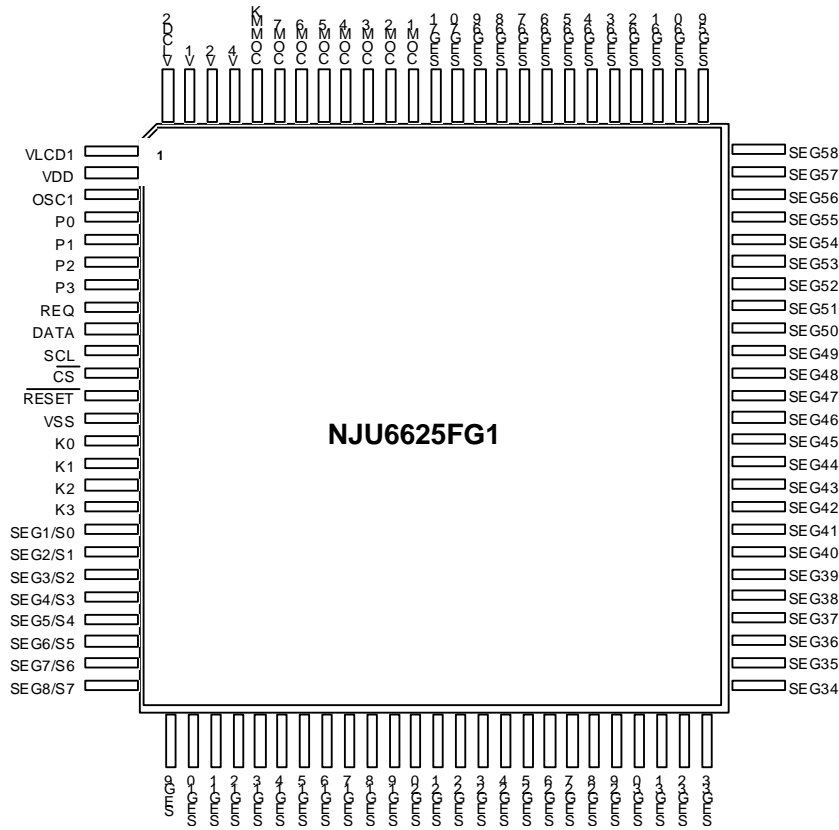 VLCD2
V1
V2
V4
COMMK
COM7
COM6
COM5
COM4
COM3
COM2
COM1
SEG71
SEG70
SEG69
SEG68
SEG67
SEG66
SEG65
SEG64
SEG63
SEG62
SEG61
SEG60
SEG59
1
VLCD1
VDD
OSC1
P0
P1
P2
P3
REQ
DATA
SCL
CS
RESET
VSS
K0
K1
K2
K3
SEG1/S0
SEG2/S1
SEG3/S2
SEG4/S3
SEG5/S4
SEG6/S5
SEG7/S6
SEG8/S7
NJU6625FG1
SEG58
SEG57
SEG56
SEG55
SEG54
SEG53
SEG52
SEG51
SEG50
SEG49
SEG48
SEG47
SEG46
SEG45
SEG44
SEG43
SEG42
SEG41
SEG40
SEG39
SEG38
SEG37
SEG36
SEG35
SEG34
SEG9
SEG10
SEG11
SEG12
SEG13
SEG14
SEG15
SEG16
SEG17
SEG18
SEG19
SEG20
SEG21
SEG22
SEG23
SEG24
SEG25
SEG26
SEG27
SEG28
SEG29
SEG30
SEG31
SEG32
SEG33